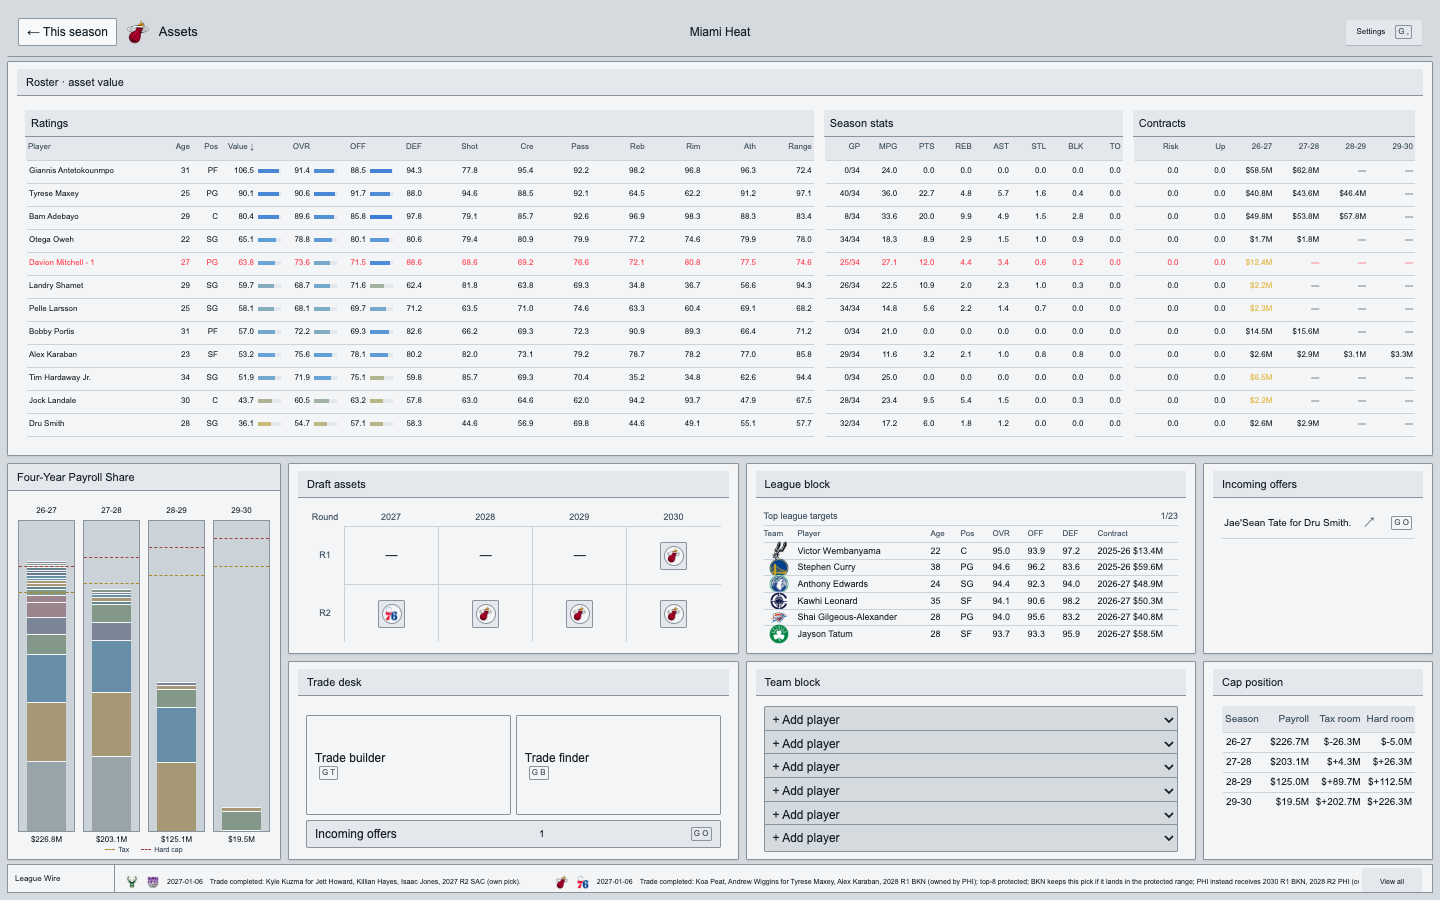 ← This season
Assets
Miami Heat
Settings G .
Roster · asset value
Ratings
Season stats
Contracts
Player Age Pos Value ↓ OVR OFF DEF Shot Cre Pass Reb Rim Ath Range GP MPG PTS REB AST STL BLK TO Risk Up 26-27 27-28 28-29 29-30
Giannis Antetokounmpo 31 PF 106.5 91.4 88.5 94.3 77.8 95.4 92.2 98.2 96.8 96.3 72.4 0/34 24.0 0.0 0.0 0.0 0.0 0.0 0.0 0.0 0.0 $58.5M $62.8M — —
Tyrese Maxey 25 PG 90.1 90.6 91.7 88.0 94.6 88.5 92.1 64.5 62.2 91.2 97.1 40/34 36.0 22.7 4.8 5.7 1.6 0.4 0.0 0.0 0.0 $40.8M $43.6M $46.4M —
Bam Adebayo 29 C 80.4 89.6 85.8 97.8 79.1 85.7 92.6 96.9 98.3 88.3 83.4 8/34 33.6 20.0 9.9 4.9 1.5 2.8 0.0 0.0 0.0 $49.8M $53.8M $57.8M —
Otega Oweh 22 SG 65.1 78.8 80.1 80.6 79.4 80.9 79.9 77.2 74.6 79.9 78.0 34/34 18.3 8.9 2.9 1.5 1.0 0.9 0.0 0.0 0.0 $1.7M $1.8M — —
Davion Mitchell - 1 27 PG 63.8 73.6 71.5 86.6 68.6 69.2 76.6 72.1 80.8 77.5 74.6 25/34 27.1 12.0 4.4 3.4 0.6 0.2 0.0 0.0 0.0 $12.4M — — —
Landry Shamet 29 SG 59.7 68.7 71.6 62.4 81.8 63.8 69.3 34.8 36.7 56.6 94.3 26/34 22.5 10.9 2.0 2.3 1.0 0.3 0.0 0.0 0.0 $2.2M — — —
Pelle Larsson 25 SG 58.1 68.1 69.7 71.2 63.5 71.0 74.6 63.3 60.4 69.1 68.2 34/34 14.8 5.6 2.2 1.4 0.7 0.0 0.0 0.0 0.0 $2.3M — — —
Bobby Portis 31 PF 57.0 72.2 69.3 82.6 66.2 69.3 72.3 90.9 89.3 66.4 71.2 0/34 21.0 0.0 0.0 0.0 0.0 0.0 0.0 0.0 0.0 $14.5M $15.6M — —
Alex Karaban 23 SF 53.2 75.6 78.1 80.2 82.0 73.1 79.2 78.7 78.2 77.0 85.8 29/34 11.6 3.2 2.1 1.0 0.8 0.8 0.0 0.0 0.0 $2.6M $2.9M $3.1M $3.3M
Tim Hardaway Jr. 34 SG 51.9 71.9 75.1 59.8 85.7 69.3 70.4 35.2 34.8 62.6 94.4 0/34 25.0 0.0 0.0 0.0 0.0 0.0 0.0 0.0 0.0 $6.5M — — —
Jock Landale 30 C 43.7 60.5 63.2 57.8 63.0 64.6 62.0 94.2 93.7 47.9 67.5 28/34 23.4 9.5 5.4 1.5 0.0 0.3 0.0 0.0 0.0 $2.2M — — —
Dru Smith 28 SG 36.1 54.7 57.1 58.3 44.6 56.9 69.8 44.6 49.1 55.1 57.7 32/34 17.2 6.0 1.8 1.2 0.0 0.0 0.0 0.0 0.0 $2.6M $2.9M — —
Four-Year Payroll Share
26-27 27-28 28-29 29-30
$226.8M $203.1M $125.1M $19.5M
Tax Hard cap
Draft assets
Round 2027 2028 2029 2030
R1 — — —
R2
League block
Top league targets 1/23
Team Player Age Pos OVR OFF DEF Contract
Victor Wembanyama 22 C 95.0 93.9 97.2 2025-26 $13.4M
Stephen Curry 38 PG 94.6 96.2 83.6 2025-26 $59.6M
Anthony Edwards 24 SG 94.4 92.3 94.0 2026-27 $48.9M
Kawhi Leonard 35 SF 94.1 90.6 98.2 2026-27 $50.3M
Shai Gilgeous-Alexander 28 PG 94.0 95.6 83.2 2026-27 $40.8M
Jayson Tatum 28 SF 93.7 93.3 95.9 2026-27 $58.5M
Incoming offers
Jae'Sean Tate for Dru Smith. G O
Trade desk
Trade builder
G T
Trade finder
G B
Incoming offers 1 G O
Team block
+ Add player
+ Add player
+ Add player
+ Add player
+ Add player
+ Add player
Cap position
Season Payroll Tax room Hard room
26-27 $226.7M $-26.3M $-5.0M
27-28 $203.1M $+4.3M $+26.3M
28-29 $125.0M $+89.7M $+112.5M
29-30 $19.5M $+202.7M $+226.3M
League Wire
2027-01-06 Trade completed: Kyle Kuzma for Jett Howard, Killian Hayes, Isaac Jones, 2027 R2 SAC (own pick).
2027-01-06 Trade completed: Koa Peat, Andrew Wiggins for Tyrese Maxey, Alex Karaban, 2028 R1 BKN (owned by PHI); top-8 protected; BKN keeps this pick if it lands in the protected range; PHI instead receives 2030 R1 BKN, 2028 R2 PHI
View all